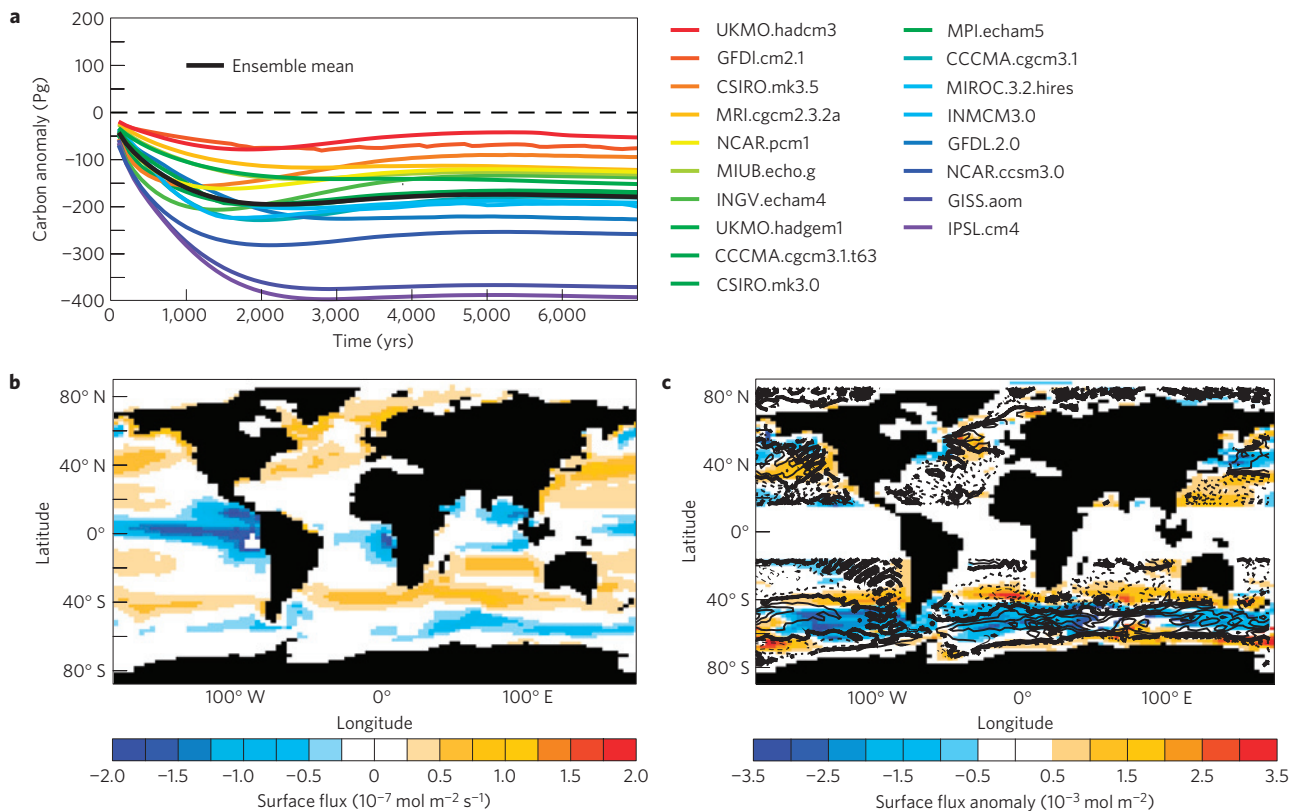 a
200
100
0
−100
−200
−300
−400
Carbon anomaly (Pg)
Ensemble mean
0
1,000
2,000
3,000
4,000
5,000
6,000
Time (yrs)
UKMO.hadcm3
GFDl.cm2.1
CSIRO.mk3.5
MRI.cgcm2.3.2a
NCAR.pcm1
MIUB.echo.g
INGV.echam4
UKMO.hadgem1
CCCMA.cgcm3.1.t63
CSIRO.mk3.0
MPI.echam5
CCCMA.cgcm3.1
MIROC.3.2.hires
INMCM3.0
GFDL.2.0
NCAR.ccsm3.0
GISS.aom
IPSL.cm4
b
80° N
40° N
0°
40° S
80° S
Latitude
100° W
0°
100° E
Longitude
−2.0
−1.5
−1.0
−0.5
0
0.5
1.0
1.5
2.0
Surface flux (10⁻⁷ mol m⁻² s⁻¹)
c
80° N
40° N
0°
40° S
80° S
Latitude
100° W
0°
100° E
Longitude
−3.5
−2.5
−1.5
−0.5
0.5
1.5
2.5
3.5
Surface flux anomaly (10⁻³ mol m⁻²)